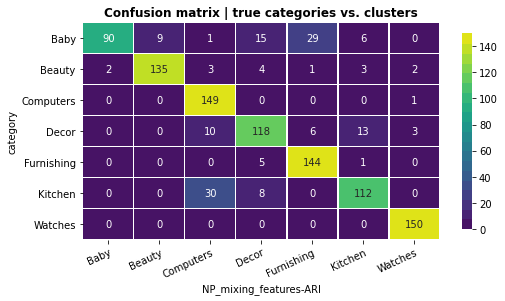 Confusion matrix | true categories vs. clusters
category
Baby 90 9 1 15 29 6 0
Beauty 2 135 3 4 1 3 2
Computers 0 0 149 0 0 0 1
Decor 0 0 10 118 6 13 3
Furnishing 0 0 0 5 144 1 0
Kitchen 0 0 30 8 0 112 0
Watches 0 0 0 0 0 0 150
Baby Beauty Computers Decor Furnishing Kitchen Watches
NP_mixing_features-ARI
140
120
100
80
60
40
20
0